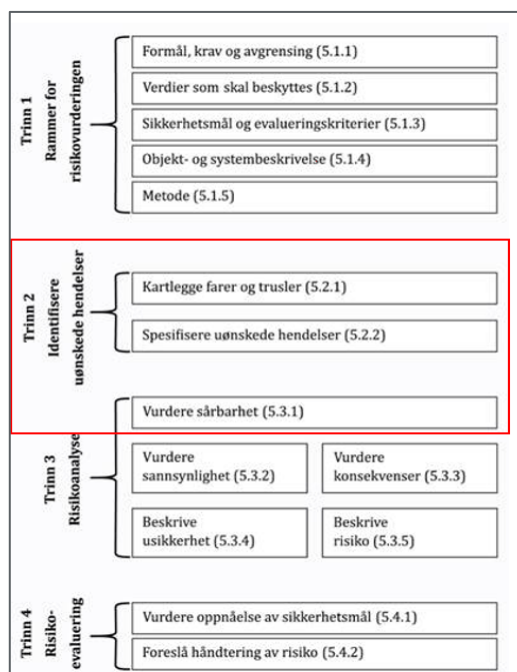 Trinn 1
Rammer for
risikovurderingen
Formål, krav og avgrensing (5.1.1)
Verdier som skal beskyttes (5.1.2)
Sikkerhetsmål og evalueringskriterier (5.1.3)
Objekt- og systembeskrivelse (5.1.4)
Metode (5.1.5)
Trinn 2
Identifisere
uønskede hendelser
Kartlegge farer og trusler (5.2.1)
Spesifisere uønskede hendelser (5.2.2)
Trinn 3
Risikoanalyse
Vurdere sårbarhet (5.3.1)
Vurdere
sannsynlighet (5.3.2)
Vurdere
konsekvenser (5.3.3)
Beskrive
usikkerhet (5.3.4)
Beskrive
risiko (5.3.5)
Trinn 4
Risiko-
evaluering
Vurdere oppnåelse av sikkerhetsmål (5.4.1)
Foreslå håndtering av risiko (5.4.2)